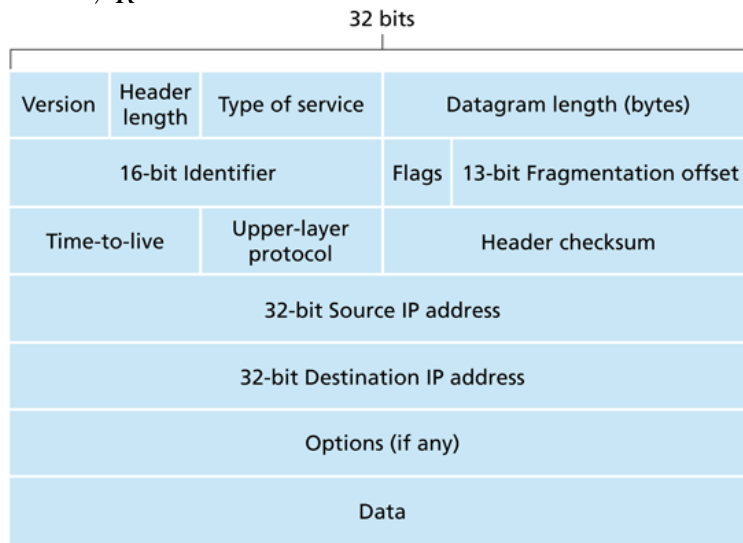 32 bits
Version
Header
length
Type of service
Datagram length (bytes)
16-bit Identifier
Flags
13-bit Fragmentation offset
Time-to-live
Upper-layer
protocol
Header checksum
32-bit Source IP address
32-bit Destination IP address
Options (if any)
Data